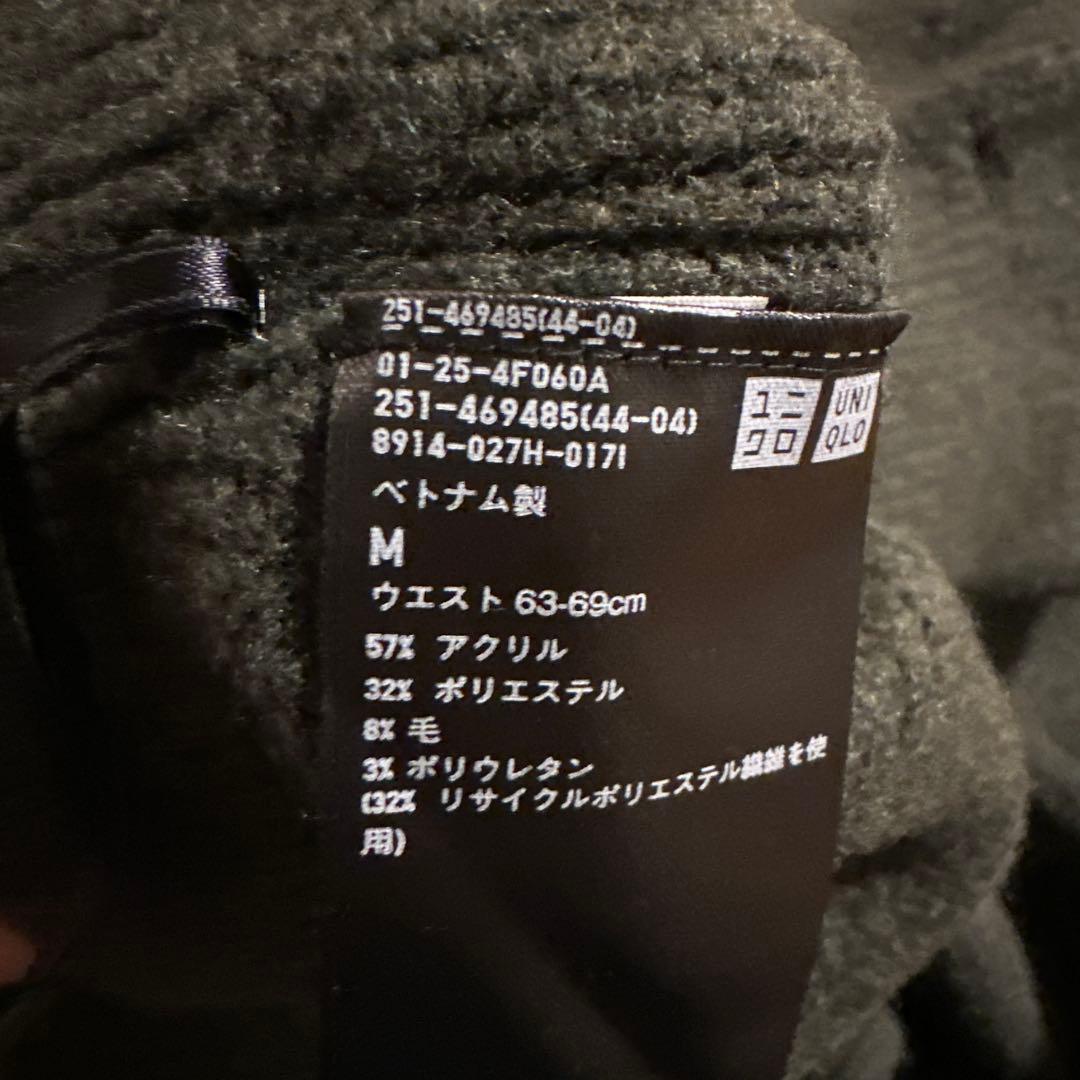 251-469485(44-04)
01-25-4F060A
251-469485(44-04)
8914-027H-017I
ユニ
クロ
UNI
QLO
ベトナム製
M
ウエスト 63-69cm
57% アクリル
32% ポリエステル
8% 毛
3% ポリウレタン
(32% リサイクルポリエステル繊維を使
用)